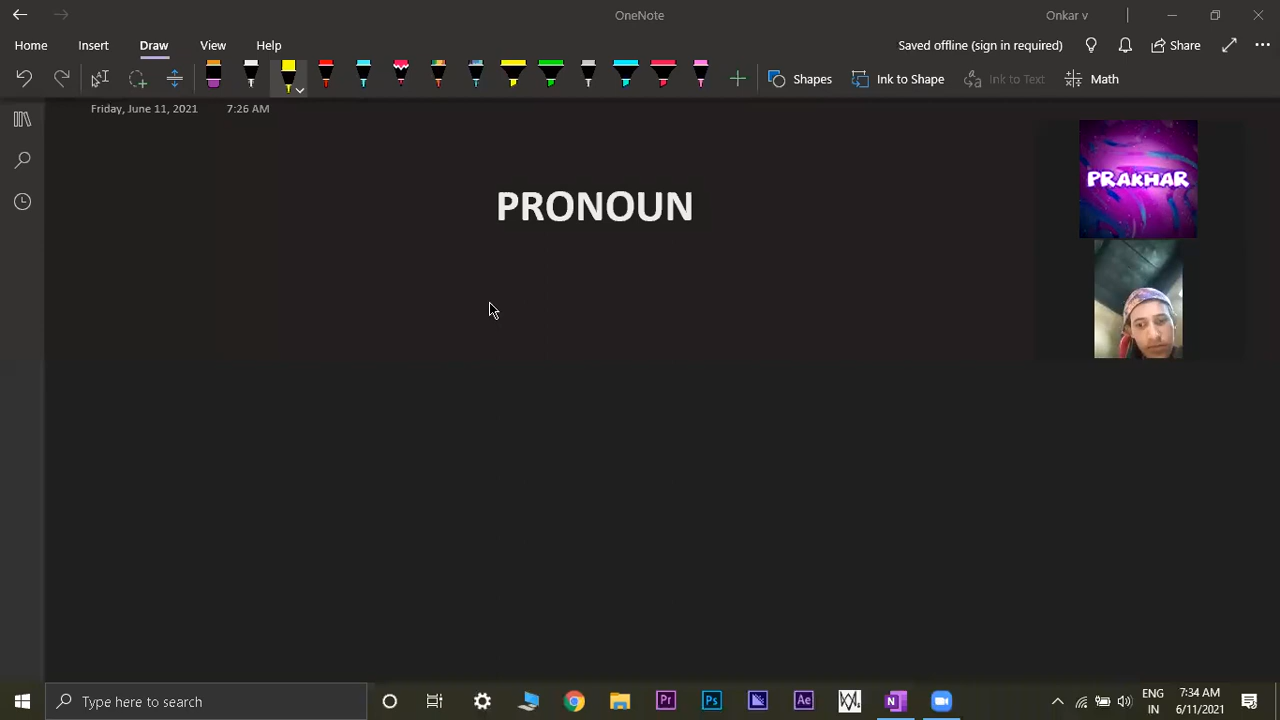 OneNote
Onkar v
Home
Insert
Draw
View
Help
Saved offline (sign in required)
Share
Shapes
Ink to Shape
Ink to Text
Math
Friday, June 11, 2021
7:26 AM
PRONOUN
PRAKHAR
Type here to search
Pr
Ps
Ae
N
ENG
IN
7:34 AM
6/11/2021